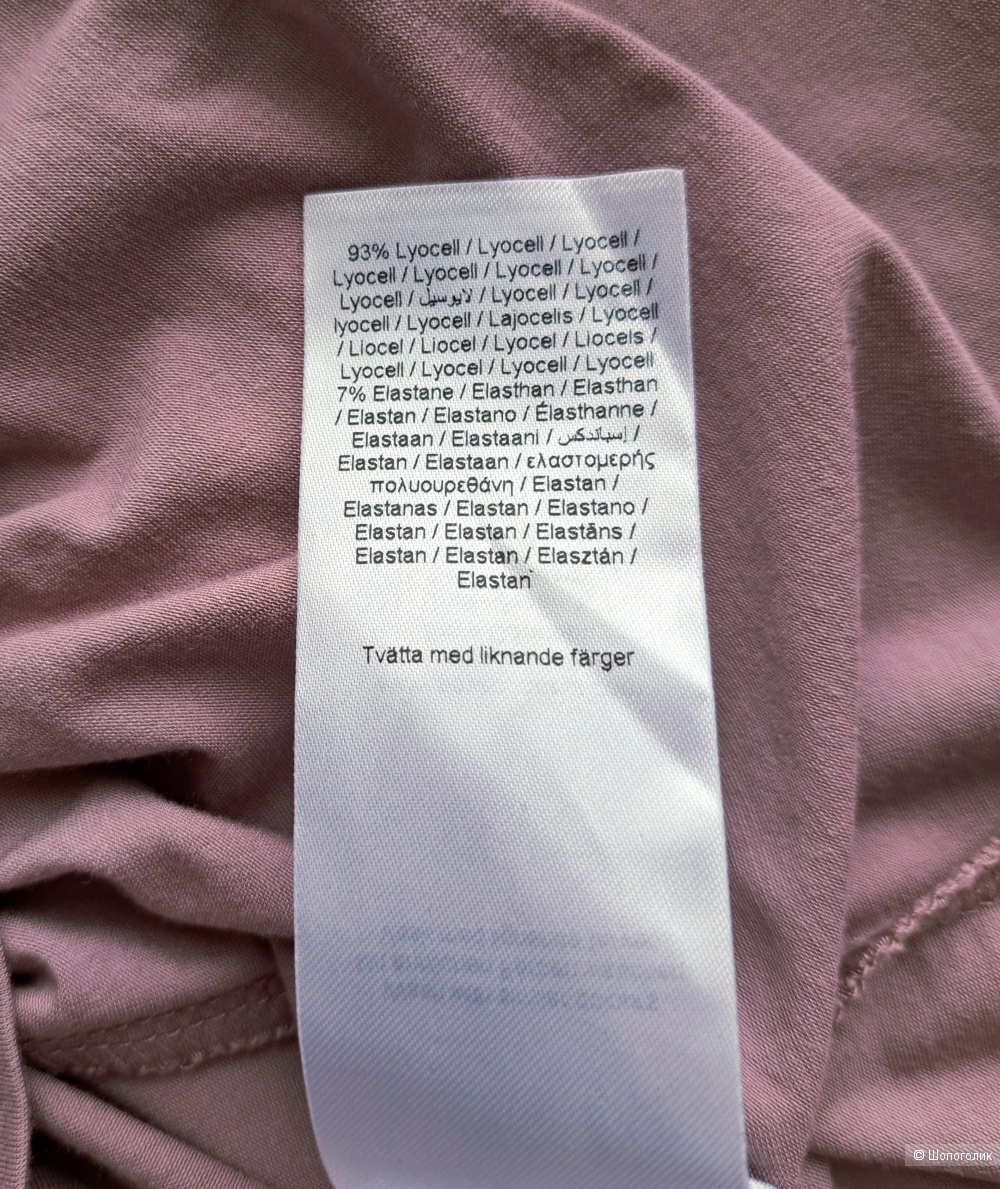 93% Lyocell / Lyocell / Lyocell /
Lyocell / Lyocell / Lyocell / Lyocell /
Lyocell / لايوسيل / Lyocell / Lyocell /
lyocell / Lyocell / Lajocelis / Lyocell
/ Liocel / Liocel / Lyocel / Liocels /
Lyocell / Lyocel / Lyocell / Lyocell
7% Elastane / Elasthan / Elasthan
/ Elastan / Elastano / Élasthanne /
Elastaan / Elastaani / إسباندكس /
Elastan / Elastaan / ελαστομερής
πολυουρεθάνη / Elastan /
Elastanas / Elastan / Elastano /
Elastan / Elastan / Elastāns /
Elastan / Elastan / Elasztán /
Elastan
Tvätta med liknande färger
© Шопоголик